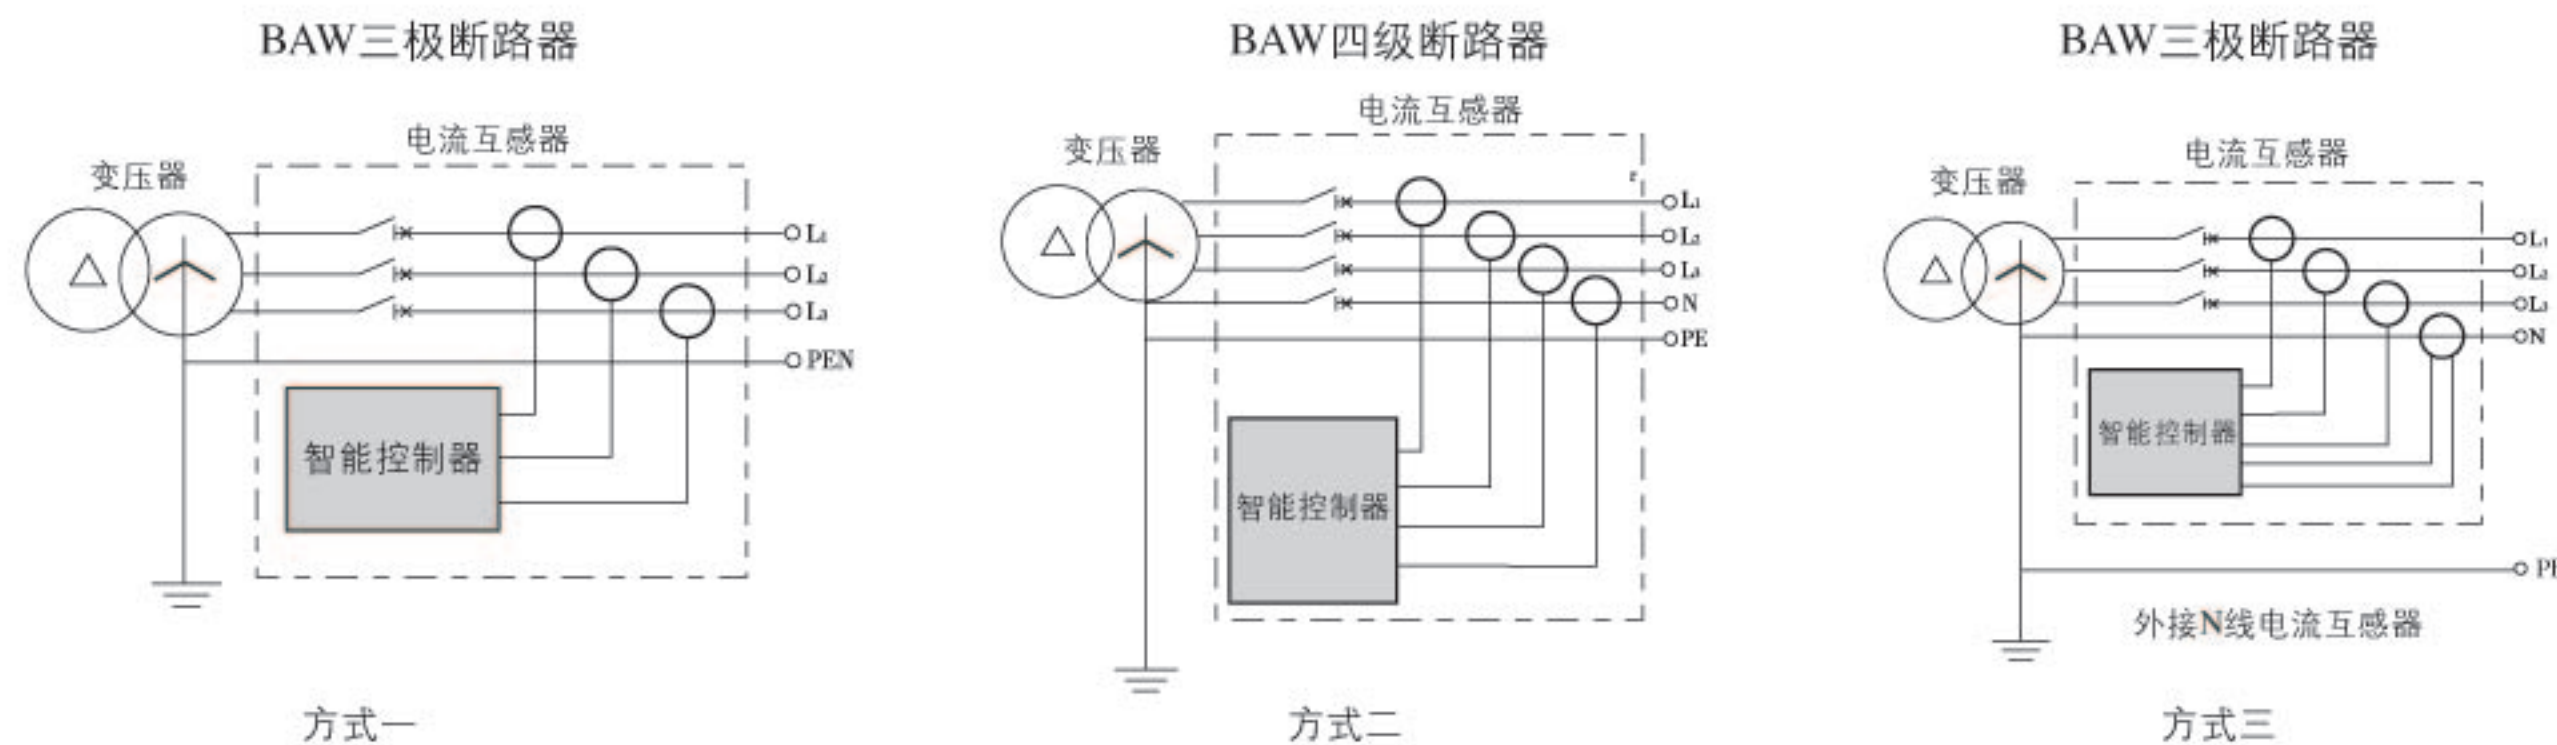 BAW三极断路器
电流互感器
变压器
L1
L2
L3
PEN
智能控制器
方式一
BAW四级断路器
电流互感器
变压器
L1
L2
L3
N
PE
智能控制器
方式二
BAW三极断路器
电流互感器
变压器
L1
L2
L3
N
智能控制器
外接N线电流互感器
方式三